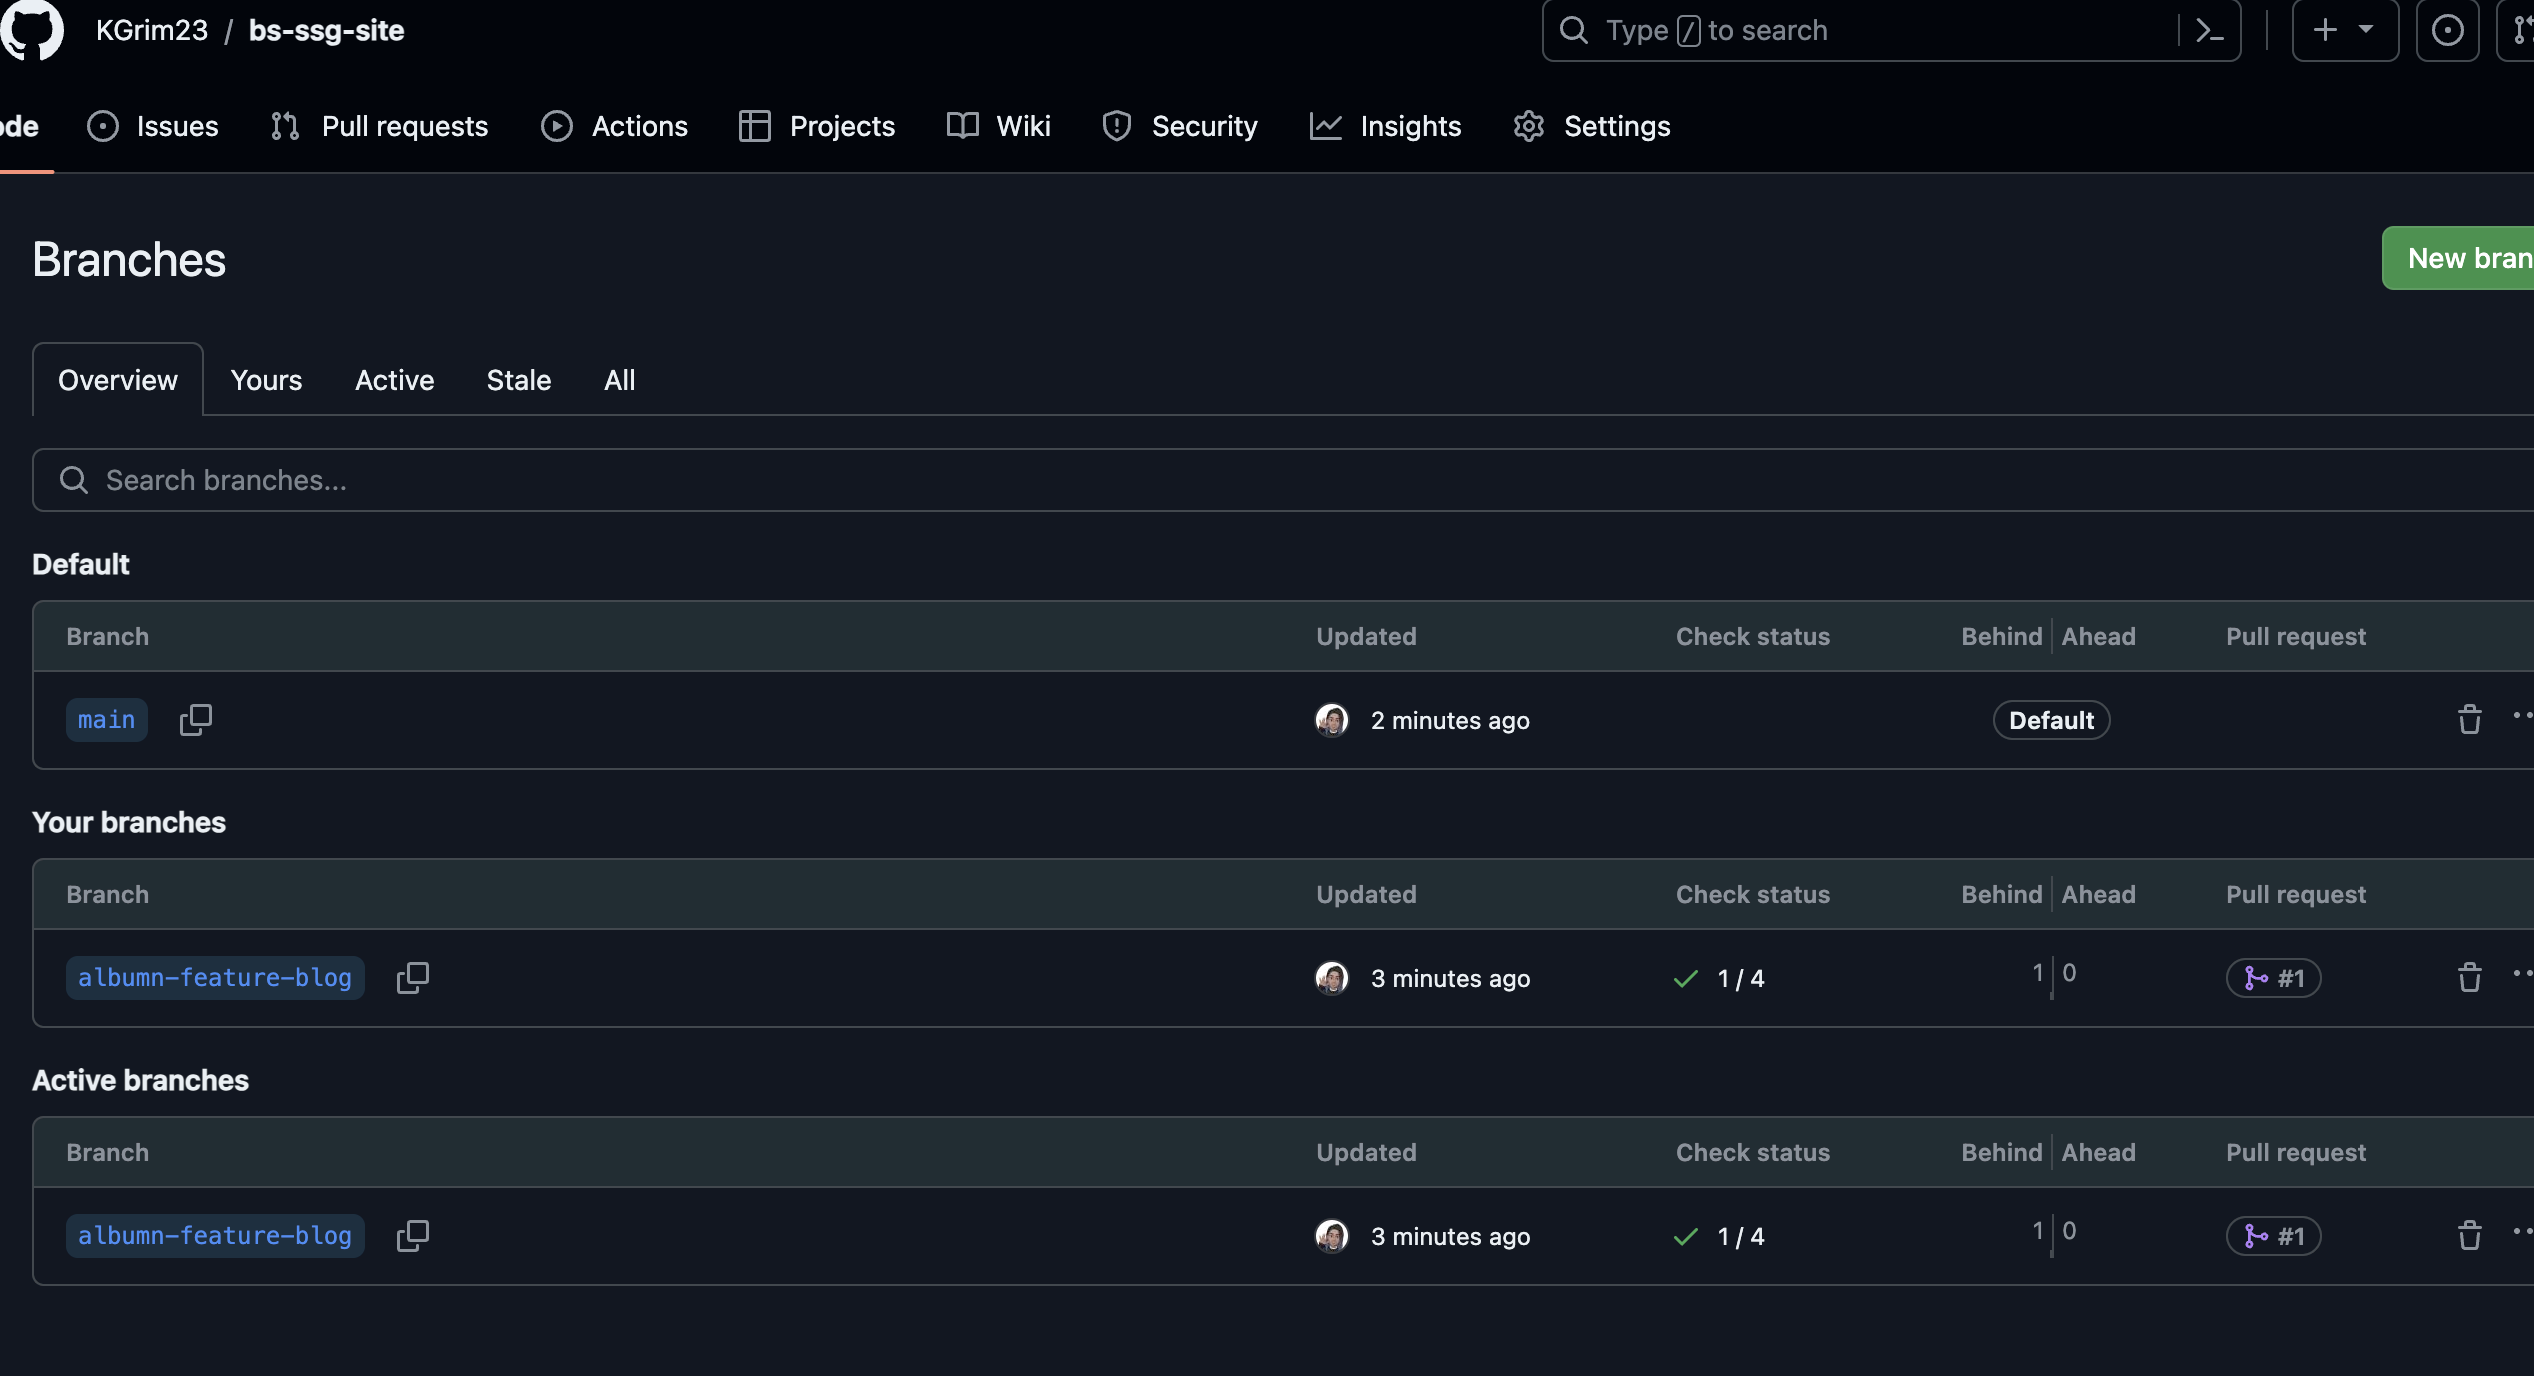 KGrim23 / bs-ssg-site
Type / to search
ode Issues Pull requests Actions Projects Wiki Security Insights Settings
Branches
New bran
Overview Yours Active Stale All
Search branches...
Default
Branch Updated Check status Behind Ahead Pull request
main 2 minutes ago Default
Your branches
Branch Updated Check status Behind Ahead Pull request
albumn-feature-blog 3 minutes ago 1 / 4 1 0 #1
Active branches
Branch Updated Check status Behind Ahead Pull request
albumn-feature-blog 3 minutes ago 1 / 4 1 0 #1